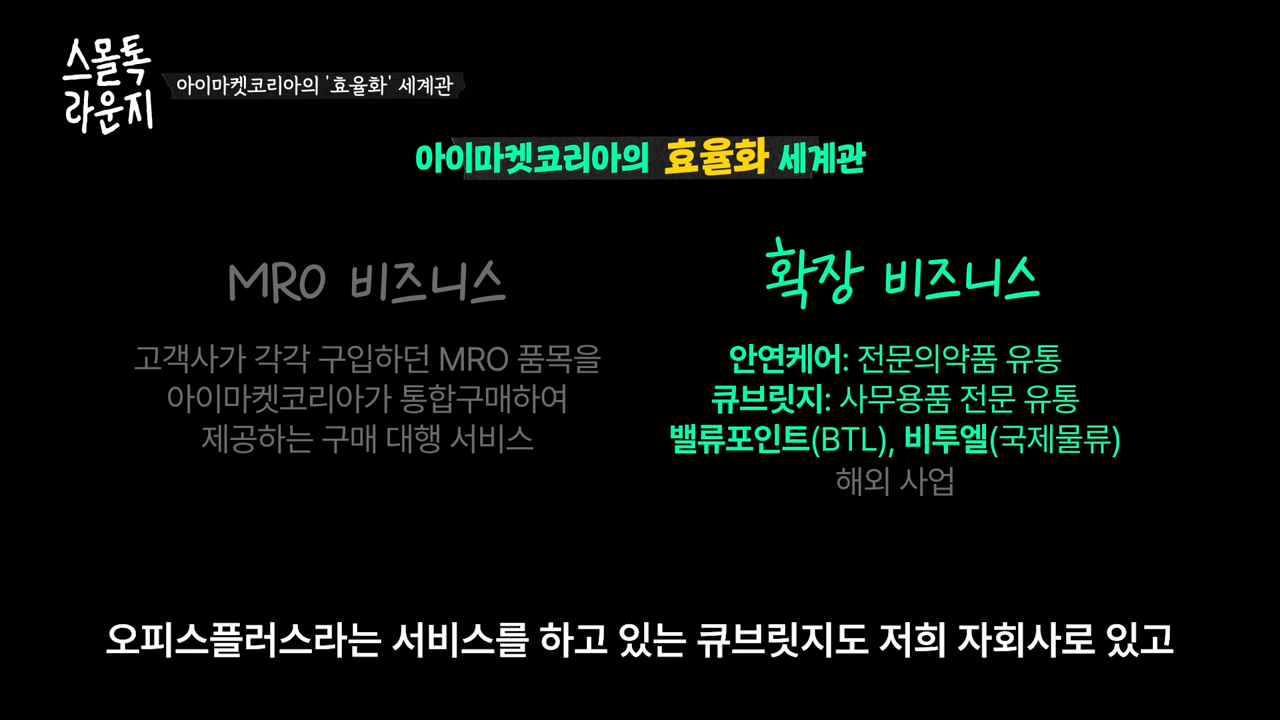 스몰톡
라운지
아이마켓코리아의 '효율화' 세계관
아이마켓코리아의 효율화 세계관
MRO 비즈니스
고객사가 각각 구입하던 MRO 품목을
아이마켓코리아가 통합구매하여
제공하는 구매 대행 서비스
확장 비즈니스
안연케어: 전문의약품 유통
큐브릿지: 사무용품 전문 유통
밸류포인트(BTL), 비투엘(국제물류)
해외 사업
오피스플러스라는 서비스를 하고 있는 큐브릿지도 저희 자회사로 있고